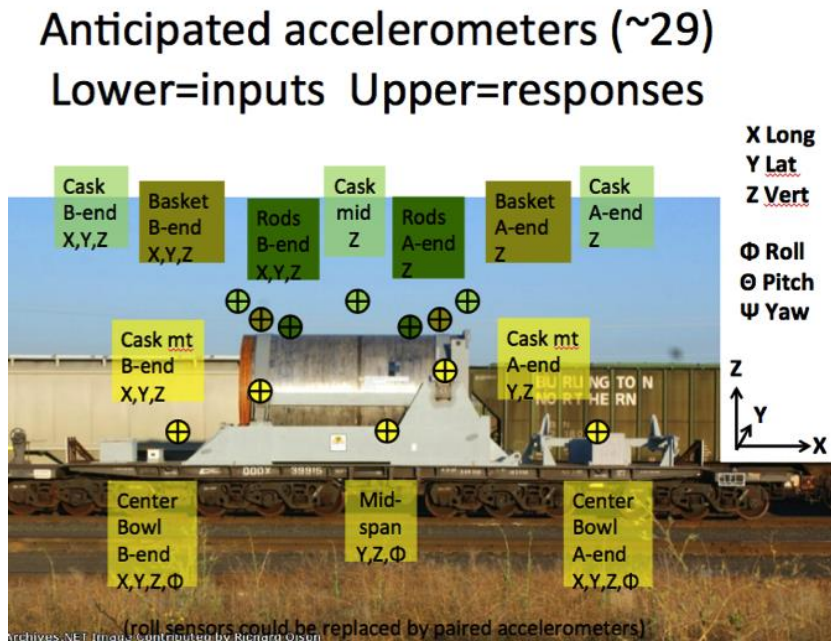 Anticipated accelerometers (~29)
Lower=inputs Upper=responses
X Long
Y Lat
Z Vert
Φ Roll
Θ Pitch
Ψ Yaw
Cask
B-end
X,Y,Z
Basket
B-end
X,Y,Z
Rods
B-end
X,Y,Z
Cask
mid
Z
Rods
A-end
Z
Basket
A-end
Z
Cask
A-end
Z
Cask mt
B-end
X,Y,Z
Cask mt
A-end
Y,Z
BURLINGTON
NORTHERN
Z
Y
X
DODX 39915
Center
Bowl
B-end
X,Y,Z,Φ
Mid-
span
Y,Z,Φ
Center
Bowl
A-end
X,Y,Z,Φ
(roll sensors could be replaced by paired accelerometers)
Archives.NET Image Contributed by Richard Olson